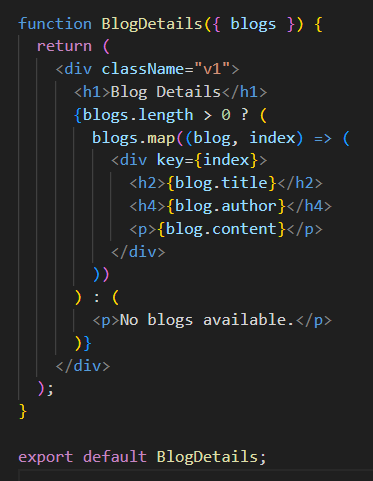 function BlogDetails({ blogs }) {
  return (
    <div className="v1">
      <h1>Blog Details</h1>
      {blogs.length > 0 ? (
        blogs.map((blog, index) => (
          <div key={index}>
            <h2>{blog.title}</h2>
            <h4>{blog.author}</h4>
            <p>{blog.content}</p>
          </div>
        ))
      ) : (
        <p>No blogs available.</p>
      )}
    </div>
  );
}

export default BlogDetails;